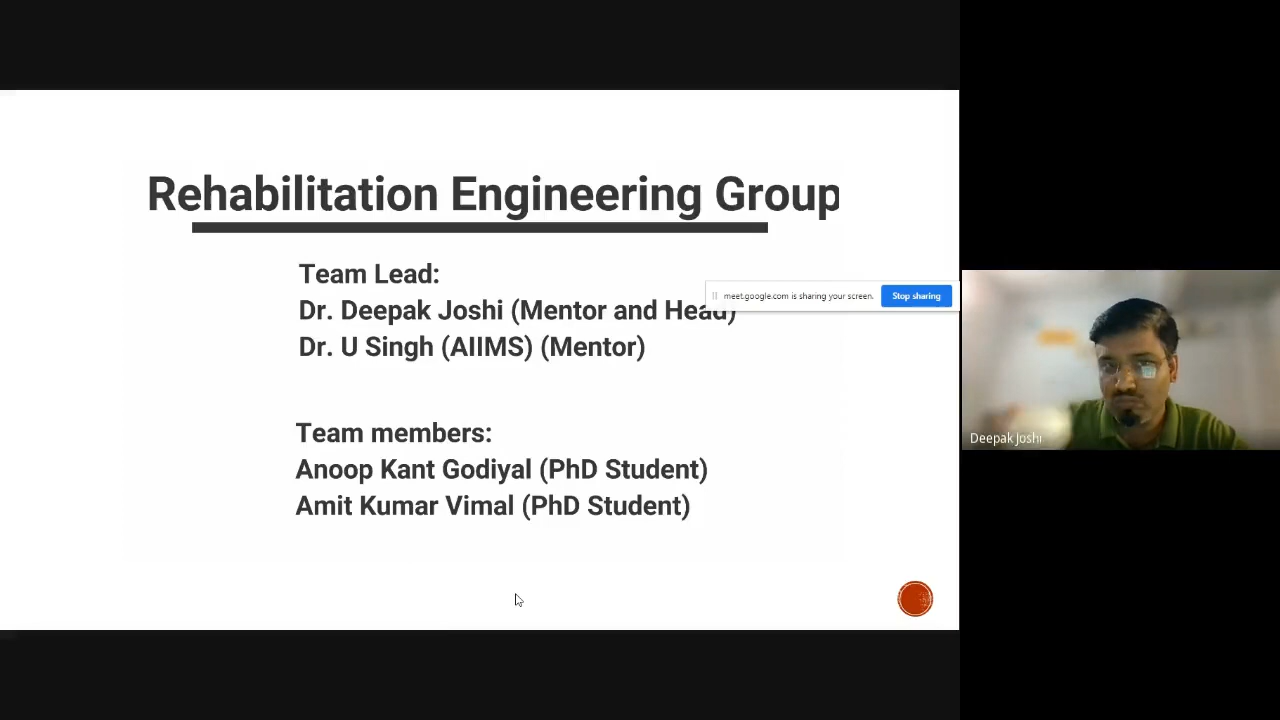 Rehabilitation Engineering Group
Team Lead:
Dr. Deepak Joshi (Mentor and Head)
meet.google.com is sharing your screen.
Stop sharing
Dr. U Singh (AIIMS) (Mentor)
Team members:
Anoop Kant Godiyal (PhD Student)
Amit Kumar Vimal (PhD Student)
Deepak Joshi